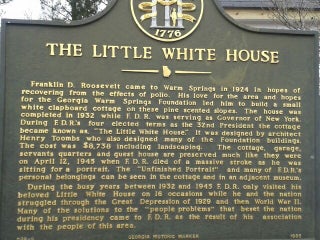 1776
THE LITTLE WHITE HOUSE
Franklin D. Roosevelt came to Warm Springs in 1924 in hopes of
recovering from the effects of polio. His love for the area and hopes
for the Georgia Warm Springs Foundation led him to build a small
white clapboard cottage on these pine scented slopes. The house was
completed in 1932 while F. D. R. was serving as Governor of New York.
During F. D. R.'s four elected terms as the 32nd President the cottage
became known as, "The Little White House." It was designed by architect
Henry Toombs who also designed many of the Foundation buildings.
The cost was $8,738 including landscaping. The cottage, garage,
servants quarters and guest house are preserved much like they were
on April 12, 1945 when F. D. R. died of a massive stroke as he was
sitting for a portrait. The "Unfinished Portrait" and many of F. D. R.'s
personal belongings can be seen in the cottage and in an adjacent museum.
During the busy years between 1932 and 1945 F. D. R. only visited his
beloved Little White House on 16 occasions while he and the nation
struggled through the Great Depression of 1929 and then World War II.
Many of the solutions to the "people problems" that beset the nation
during his presidency came to F. D. R. as the result of his association
with the people of this area.
GEORGIA HISTORIC MARKER